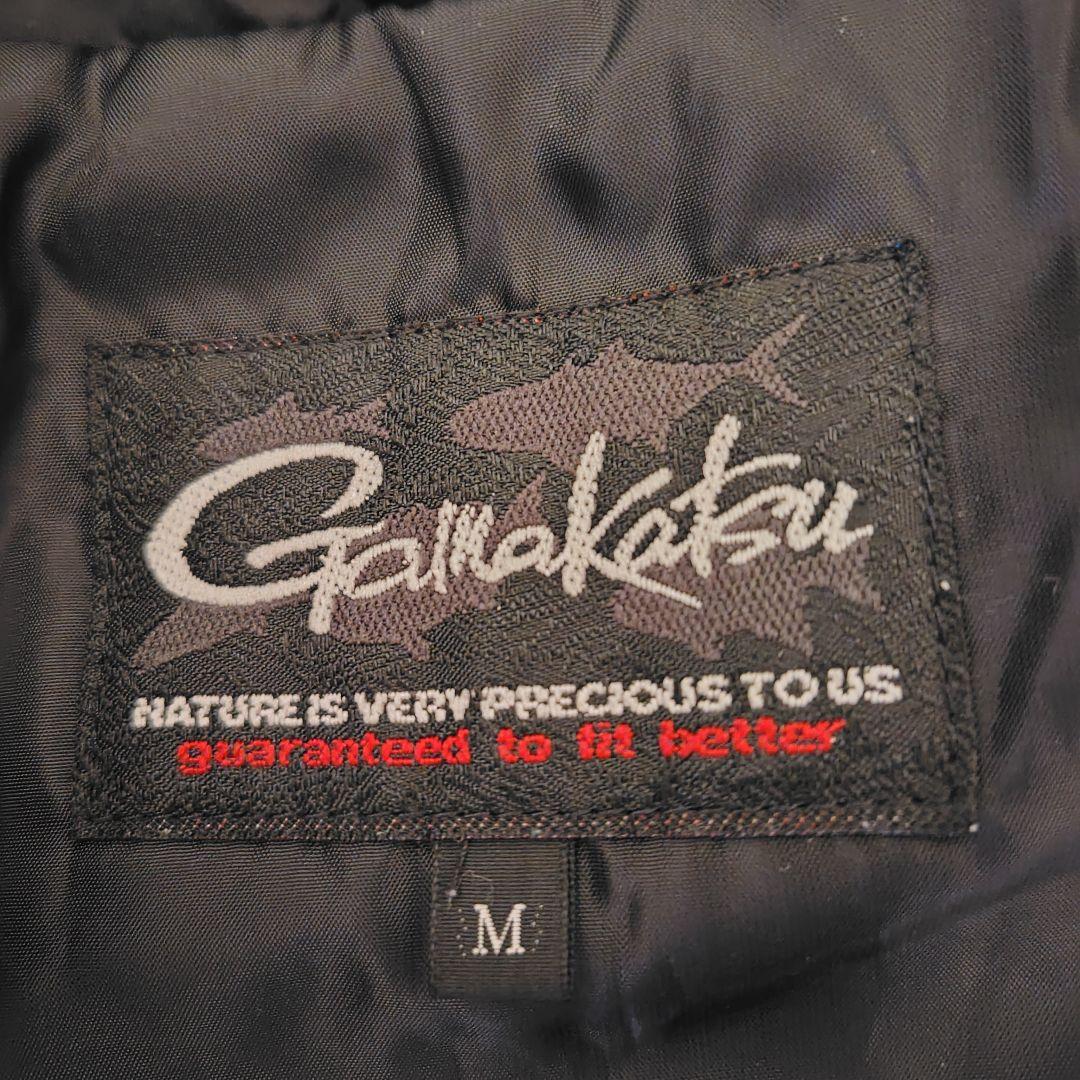 Gamakatsu
NATURE IS VERY PRECIOUS TO US
guaranteed to fit better
M